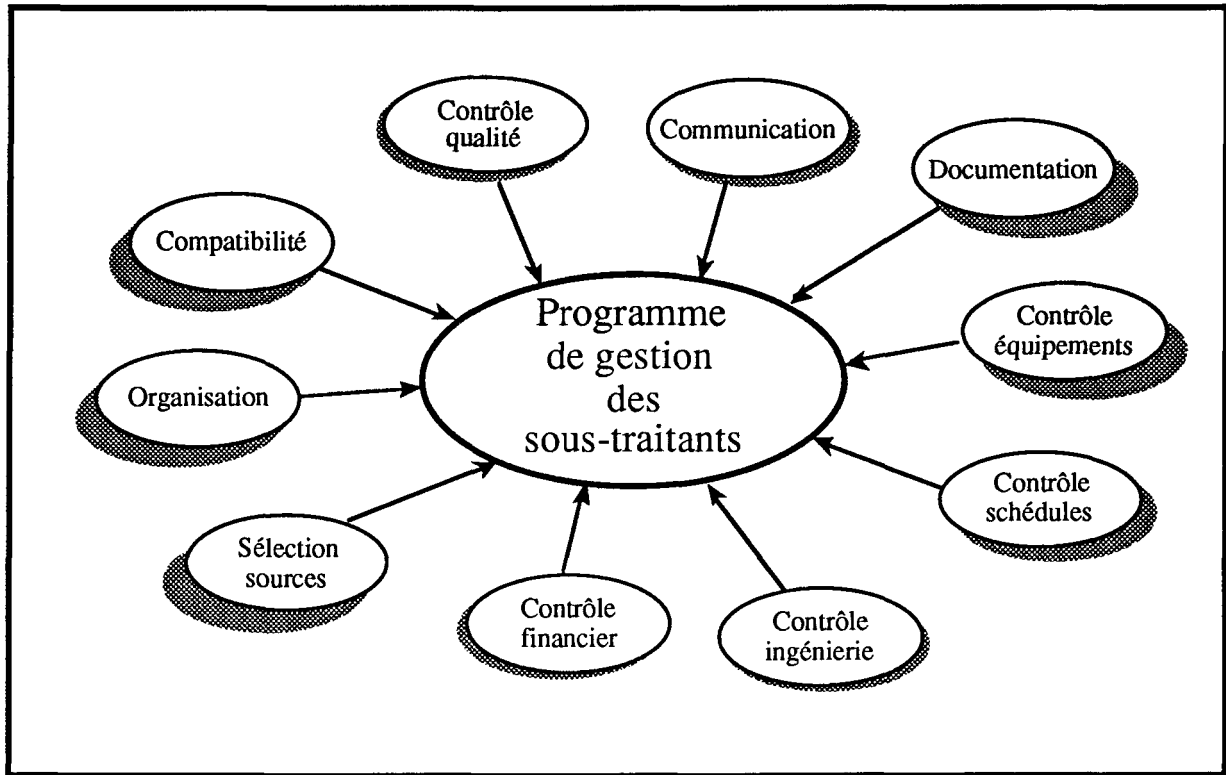 Contrôle
qualité
Communication
Documentation
Compatibilité
Contrôle
équipements
Programme
de gestion
des
sous-traitants
Organisation
Contrôle
schédules
Sélection
sources
Contrôle
financier
Contrôle
ingénierie